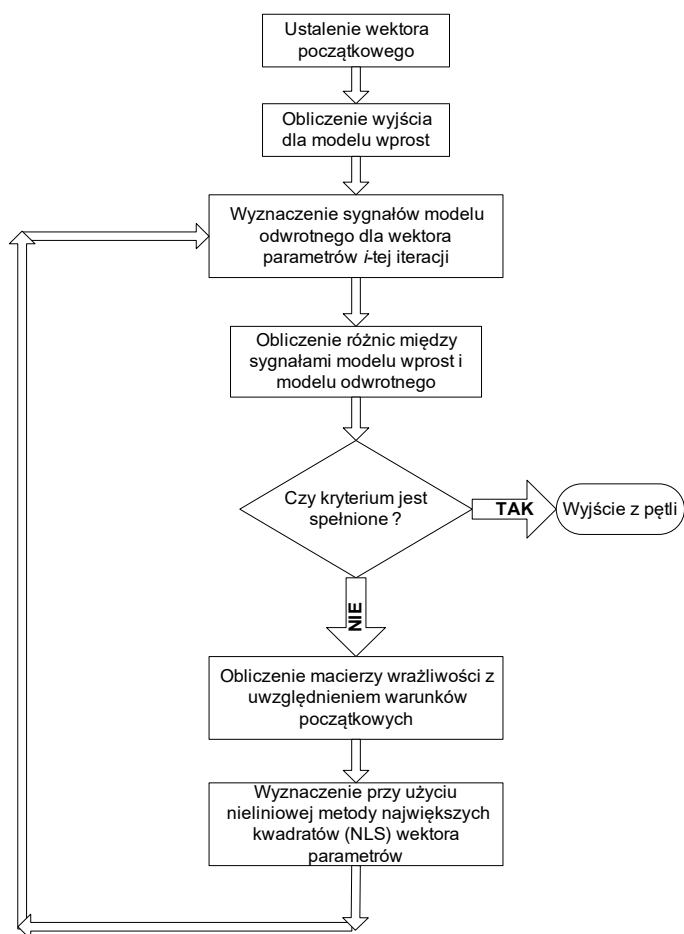 Ustalenie wektora
początkowego
Obliczenie wyjścia
dla modelu wprost
Wyznaczenie sygnałów modelu
odwrotnego dla wektora
parametrów i-tej iteracji
Obliczenie różnic między
sygnałami modelu wprost i
modelu odwrotnego
Czy kryterium jest
spełnione ?
TAK
Wyjście z pętli
NIE
Obliczenie macierzy wrażliwości z
uwzględnieniem warunków
początkowych
Wyznaczenie przy użyciu
nieliniowej metody największych
kwadratów (NLS) wektora
parametrów